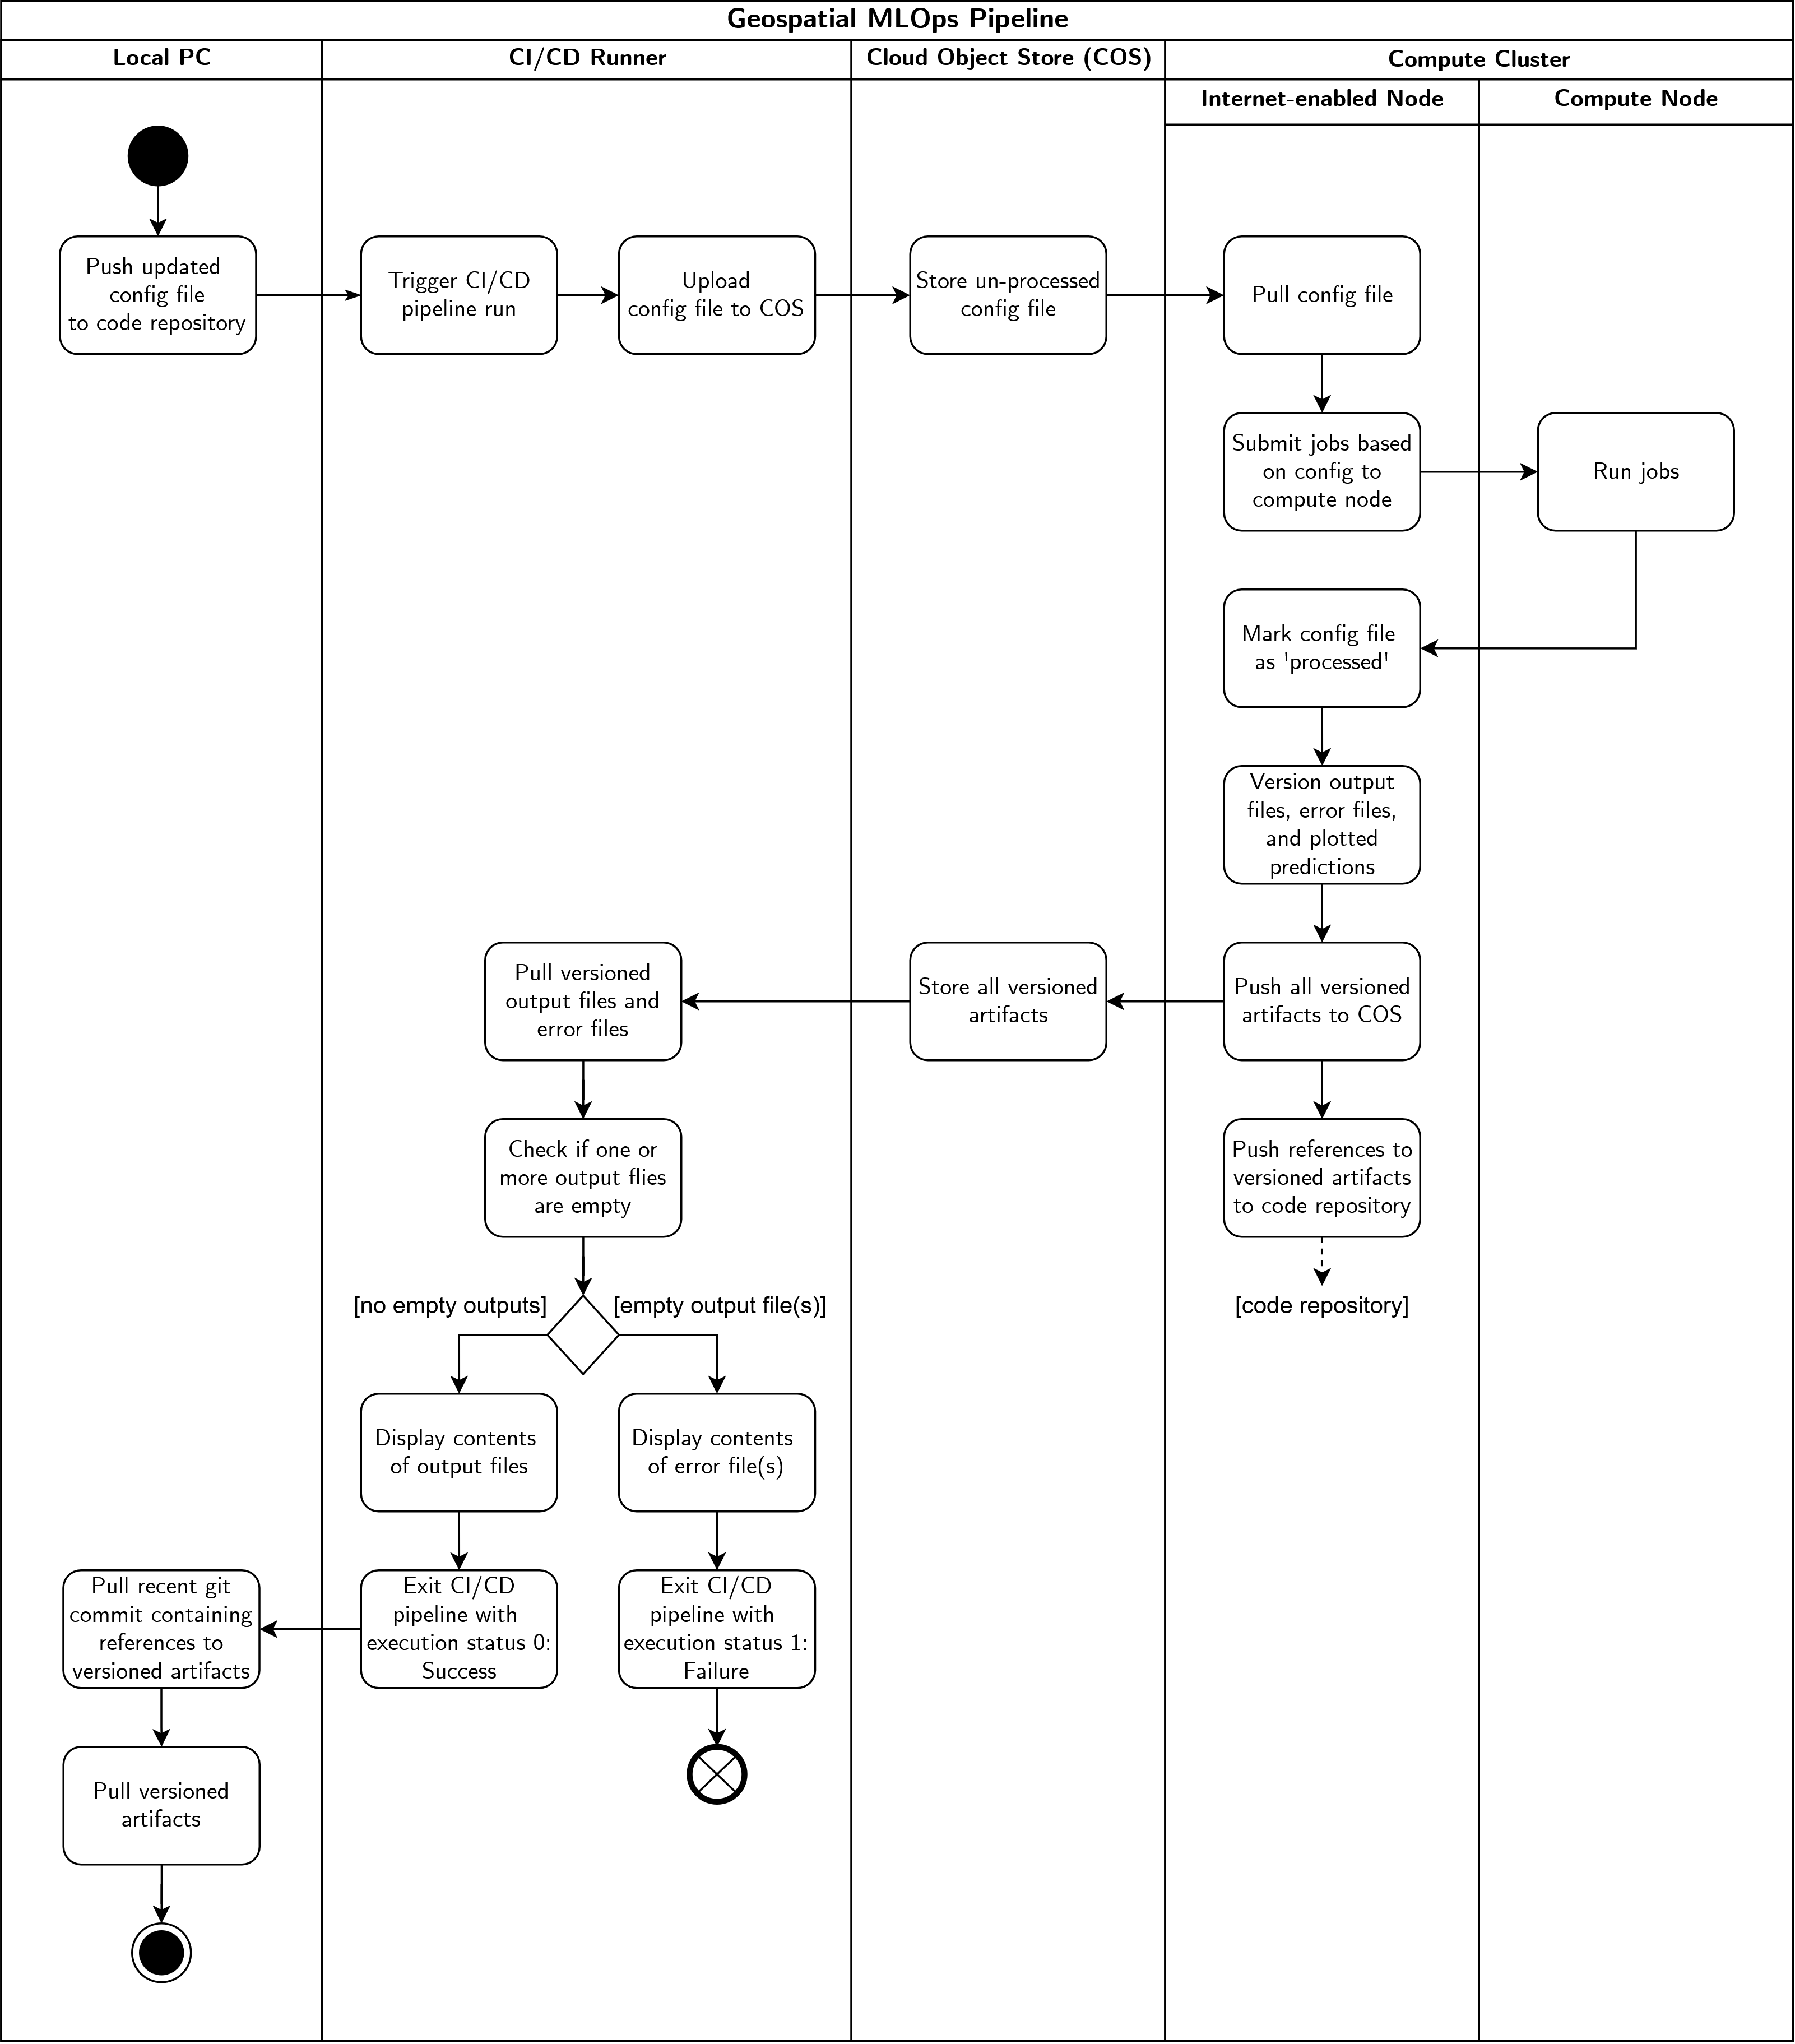 Geospatial MLOps Pipeline
Local PC
CI/CD Runner
Cloud Object Store (COS)
Compute Cluster
Internet-enabled Node
Compute Node
Push updated
config file
to code repository
Trigger CI/CD
pipeline run
Upload
config file to COS
Store un-processed
config file
Pull config file
Submit jobs based
on config to
compute node
Run jobs
Mark config file
as 'processed'
Version output
files, error files,
and plotted
predictions
Pull versioned
output files and
error files
Store all versioned
artifacts
Push all versioned
artifacts to COS
Check if one or
more output flies
are empty
Push references to
versioned artifacts
to code repository
[no empty outputs]
[empty output file(s)]
[code repository]
Display contents
of output files
Display contents
of error file(s)
Pull recent git
commit containing
references to
versioned artifacts
Exit CI/CD
pipeline with
execution status 0:
Success
Exit CI/CD
pipeline with
execution status 1:
Failure
Pull versioned
artifacts